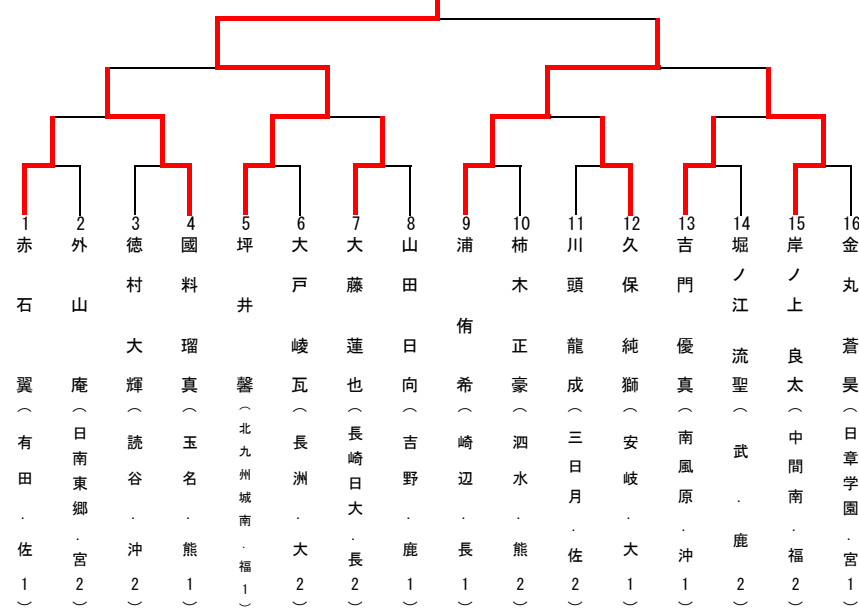 1 赤石翼（有田．佐1）
2 外山庵（日南東郷．宮2）
3 徳村大輝（読谷．沖2）
4 國料瑠真（玉名．熊1）
5 坪井馨（北九州城南．福1）
6 大戸崚瓦（長洲．大2）
7 大藤蓮也（長崎日大．長2）
8 山田日向（吉野．鹿1）
9 浦侑希（崎辺．長1）
10 柿木正豪（泗水．熊2）
11 川頭龍成（三日月．佐2）
12 久保純獅（安岐．大1）
13 吉門優真（南風原．沖1）
14 堀ノ江流聖（武．鹿2）
15 岸ノ上良太（中間南．福2）
16 金丸蒼昊（日章学園．宮1）